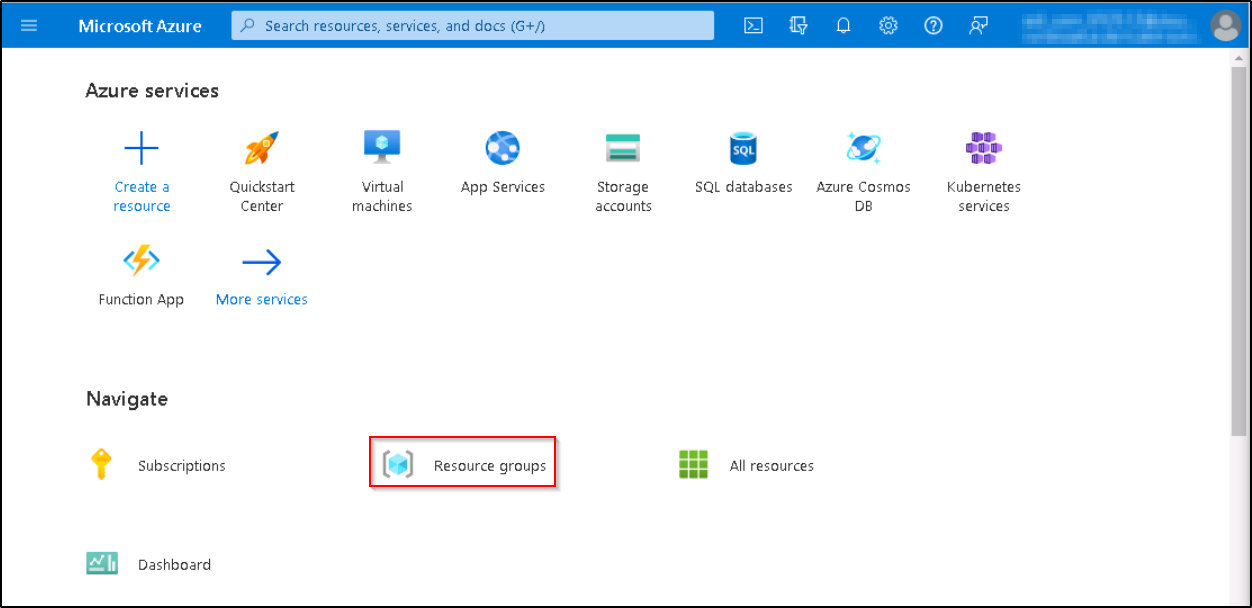 Microsoft Azure
Search resources, services, and docs (G+/)
Azure services
Create a
resource
Quickstart
Center
Virtual
machines
App Services
Storage
accounts
SQL
SQL databases
Azure Cosmos
DB
Kubernetes
services
Function App
More services
Navigate
Subscriptions
Resource groups
All resources
Dashboard